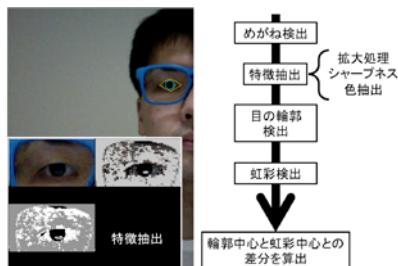 めがね検出
特徴抽出
拡大処理
シャープネス
色抽出
目の輪郭
検出
虹彩検出
特徴抽出
輪郭中心と虹彩中心との
差分を算出